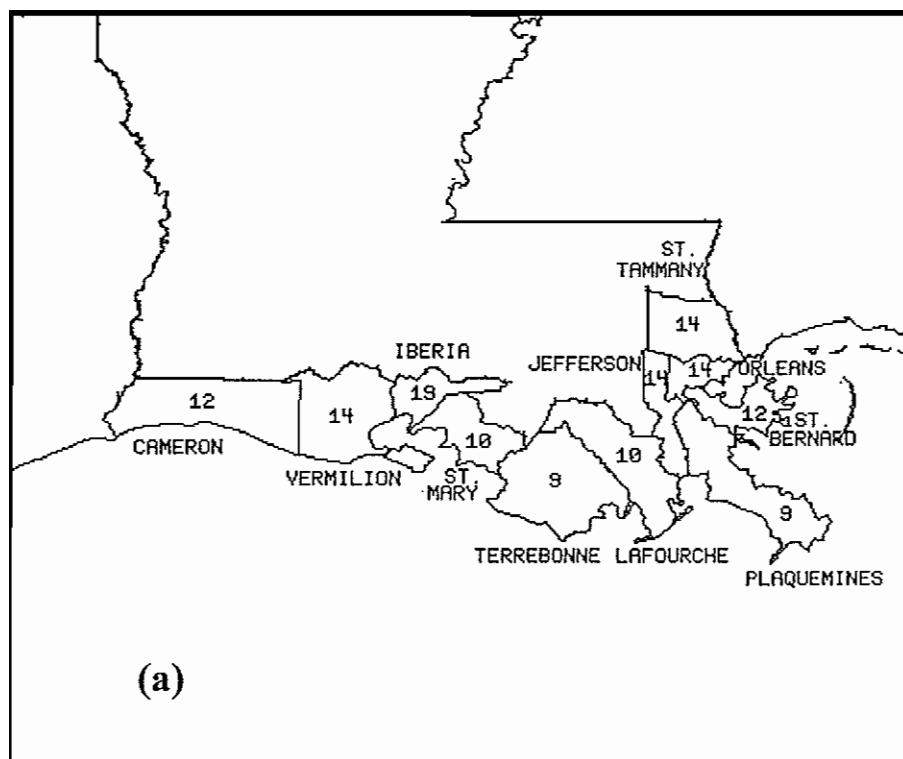 ST.
TAMMANY
14
IBERIA
JEFFERSON
14
ORLEANS
14
19
12
14
12
ST.
BERNARD
CAMERON
10
10
VERMILION
ST.
MARY
9
9
TERREBONNE LAFOURCHE
PLAQUEMINES
(a)